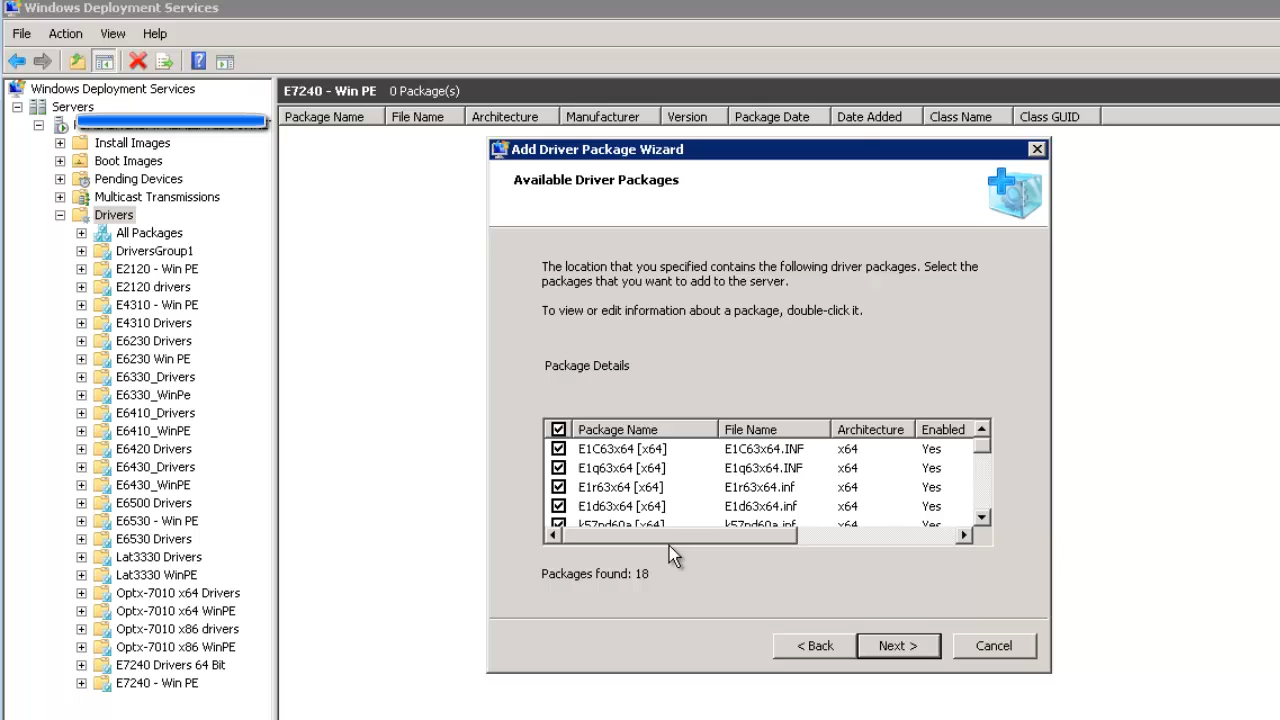 Windows Deployment Services
File Action View Help
Windows Deployment Services
Servers
Install Images
Boot Images
Pending Devices
Multicast Transmissions
Drivers
All Packages
DriversGroup1
E2120 - Win PE
E2120 drivers
E4310 - Win PE
E4310 Drivers
E6230 Drivers
E6230 Win PE
E6330_Drivers
E6330_WinPe
E6410_Drivers
E6410_WinPE
E6420 Drivers
E6430_Drivers
E6430_WinPE
E6500 Drivers
E6530 - Win PE
E6530 Drivers
Lat3330 Drivers
Lat3330 WinPE
Optx-7010 x64 Drivers
Optx-7010 x64 WinPE
Optx-7010 x86 drivers
Optx-7010 x86 WinPE
E7240 Drivers 64 Bit
E7240 - Win PE
E7240 - Win PE 0 Package(s)
Package Name File Name Architecture Manufacturer Version Package Date Date Added Class Name Class GUID
Add Driver Package Wizard
Available Driver Packages
The location that you specified contains the following driver packages. Select the
packages that you want to add to the server.
To view or edit information about a package, double-click it.
Package Details
Package Name File Name Architecture Enabled
E1C63x64 [x64] E1C63x64.INF x64 Yes
E1q63x64 [x64] E1q63x64.INF x64 Yes
E1r63x64 [x64] E1r63x64.inf x64 Yes
E1d63x64 [x64] E1d63x64.inf x64 Yes
k57nd60a [x64] k57nd60a.inf x64 Yes
Packages found: 18
< Back Next > Cancel